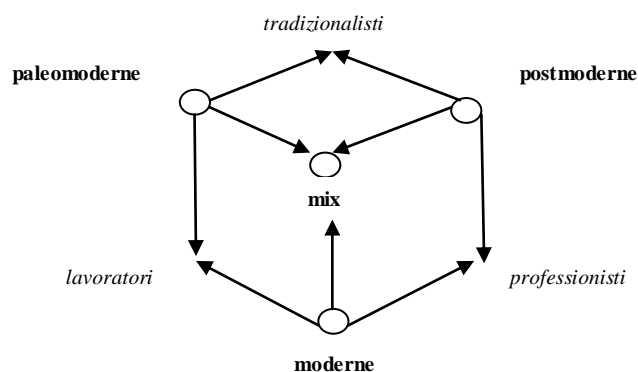 tradizionalisti
paleomoderne
postmoderne
mix
lavoratori
professionisti
moderne